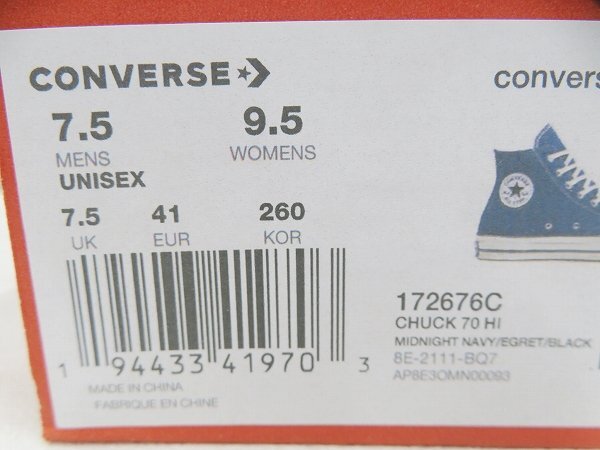 CONVERSE
convers
7.5 9.5
MENS WOMENS
UNISEX
7.5 41 260
UK EUR KOR
CONVERSE
172676C
CHUCK 70 HI
MIDNIGHT NAVY/EGRET/BLACK
8E-2111-BQ7
AP8E3OMN00093
1 94433 41970 3
MADE IN CHINA
FABRIQUE EN CHINE